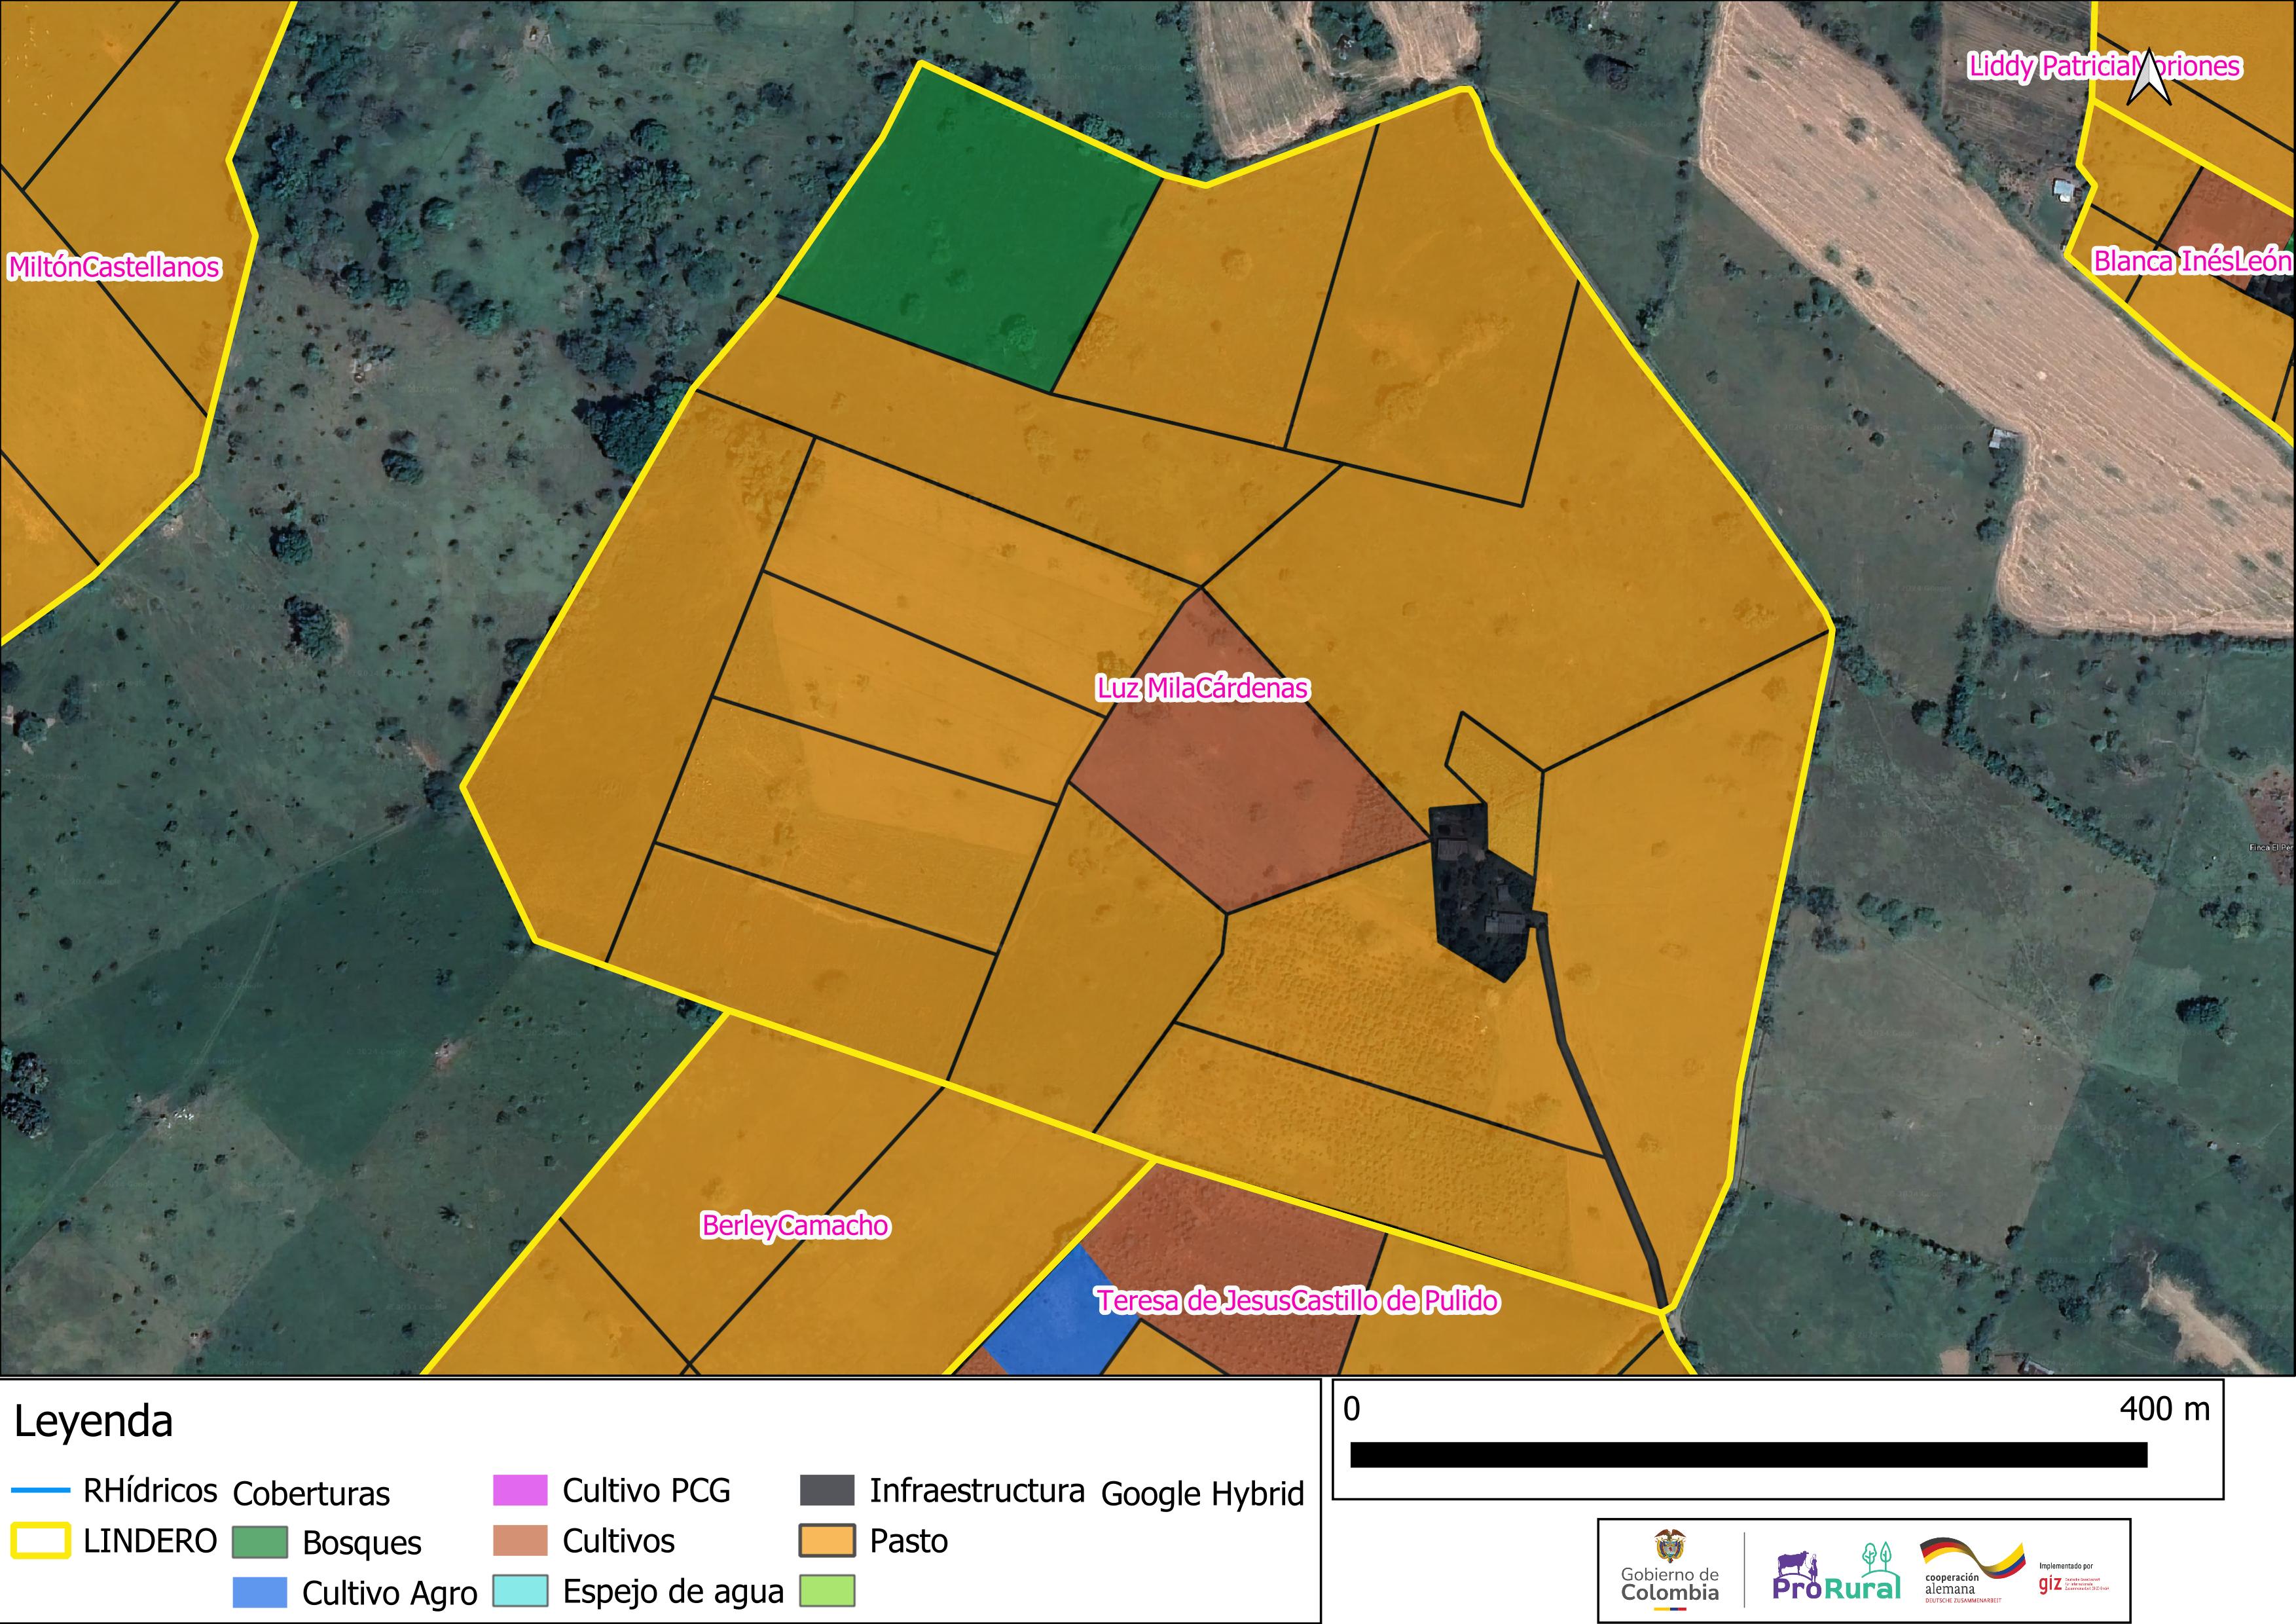 Liddy PatriciaMoriones
MiltónCastellanos
Blanca InésLeón
Luz MilaCárdenas
Finca El Per
BerleyCamacho
Teresa de JesusCastillo de Pulido
Leyenda
RHídricos
LINDERO
Coberturas
Bosques
Cultivo Agro
Cultivo PCG
Cultivos
Espejo de agua
Infraestructura
Pasto
Google Hybrid
0 400 m
Gobierno de
Colombia
ProRural
cooperación
alemana
DEUTSCHE ZUSAMMENARBEIT
Implementado por
giz